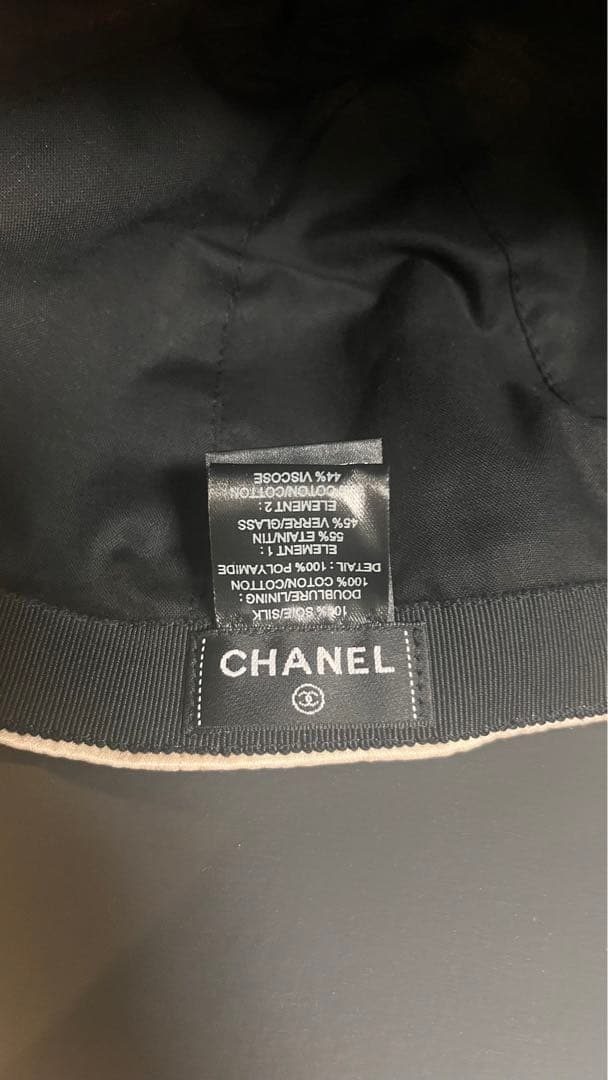 100% SOIE/SILK
DOUBLURE/LINING :
100% COTON/COTTON
DETAIL : 100% POLYAMIDE
ELEMENT 1 :
55% ETAIN/TIN
45% VERRE/GLASS
ELEMENT 2 :
COTON/COTTON
44% VISCOSE
CHANEL